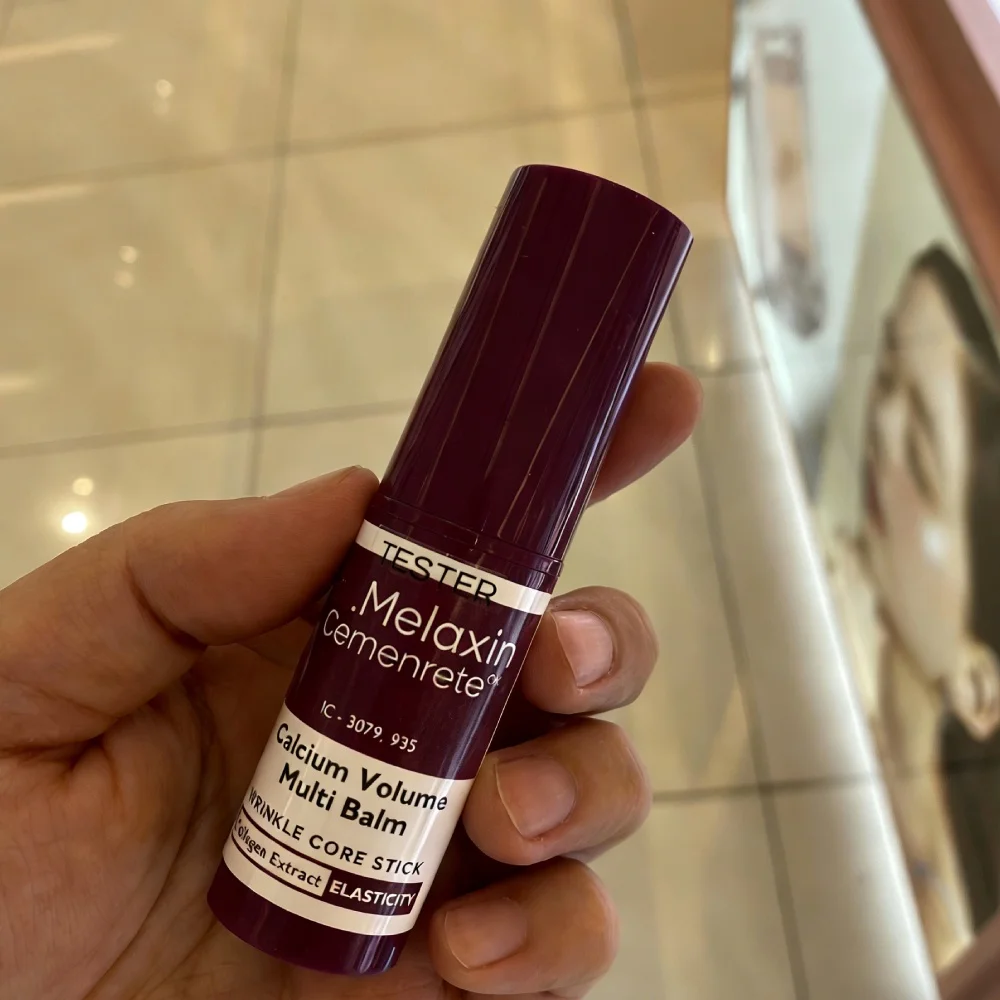 TESTER
.Melaxin
Cemenrete
IC - 3079, 935
Calcium Volume
Multi Balm
WRINKLE CORE STICK
Collagen Extract ELASTICITY